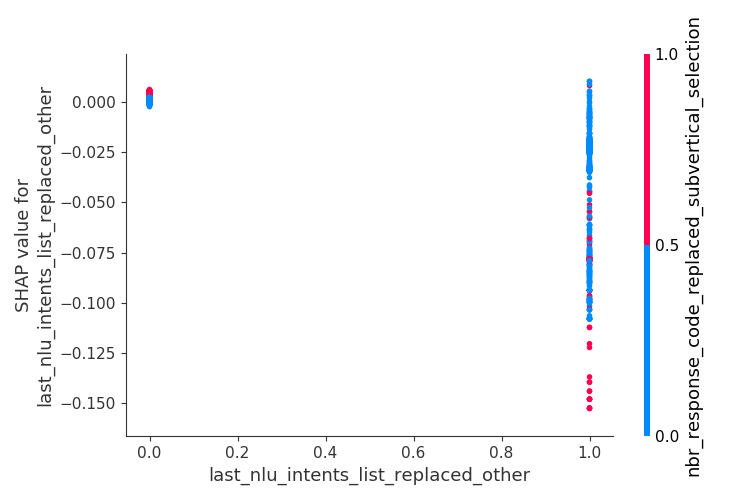 SHAP value for
last_nlu_intents_list_replaced_other
0.000
−0.025
−0.050
−0.075
−0.100
−0.125
−0.150
0.0 0.2 0.4 0.6 0.8 1.0
last_nlu_intents_list_replaced_other
1.0
0.5
0.0
nbr_response_code_replaced_subvertical_selection